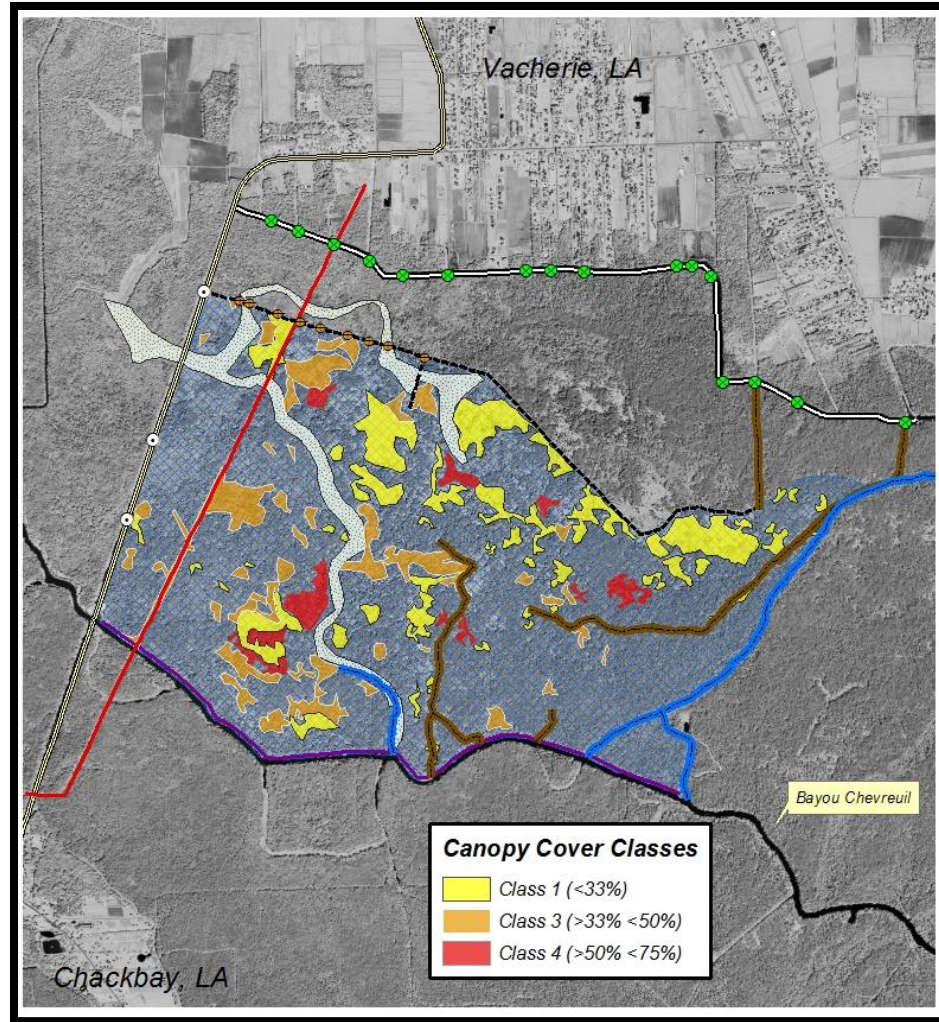 Vacherie, LA
Bayou Chevreuil
Canopy Cover Classes
Class 1 (<33%)
Class 3 (>33% <50%)
Class 4 (>50% <75%)
Chackbay, LA